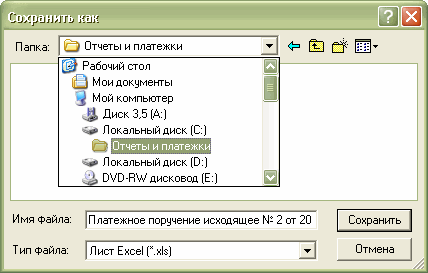 Сохранить как
Папка: Отчеты и платежки
Рабочий стол
Мои документы
Мой компьютер
Диск 3,5 (A:)
Локальный диск (C:)
Отчеты и платежки
Локальный диск (D:)
DVD-RW дисковод (E:)
Имя файла: Платежное поручение исходящее № 2 от 20 Сохранить
Тип файла: Лист Excel (*.xls) Отмена